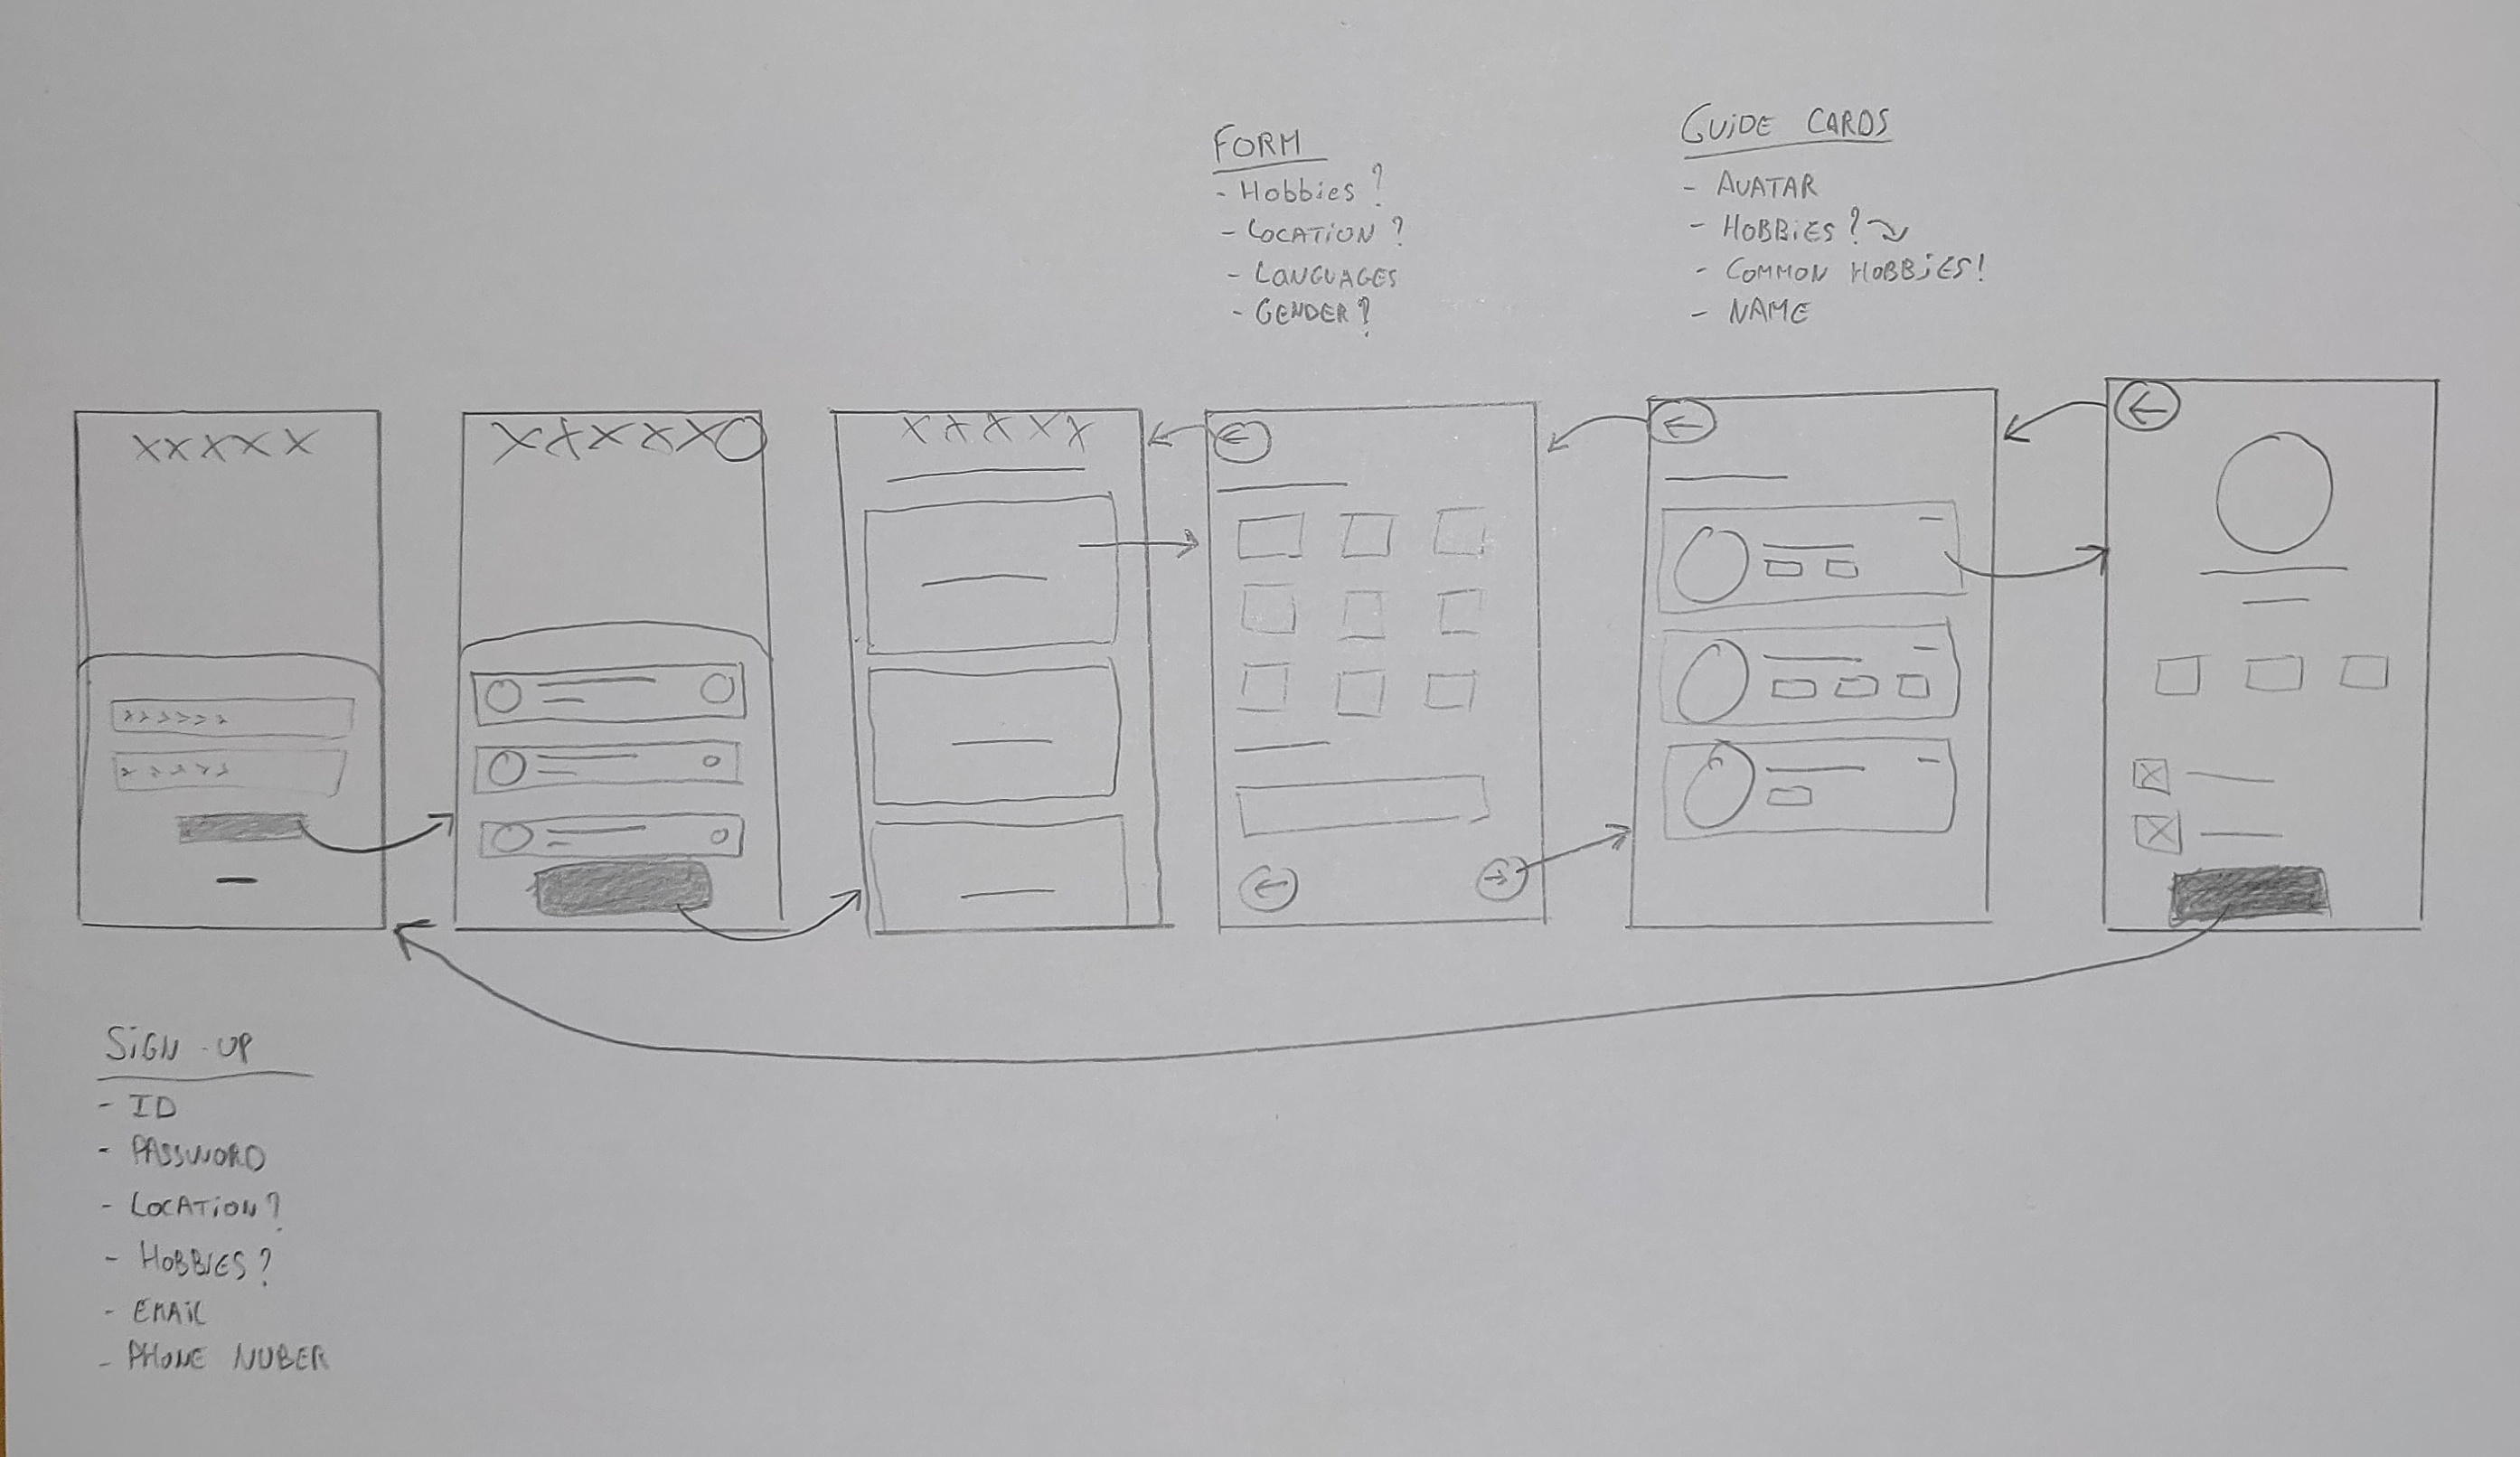 FORM
- Hobbies?
- LOCATION?
- LANGUAGES
- GENDER?
GUIDE CARDS
- AVATAR
- HOBBIES?
- COMMON HOBBIES!
- NAME
XXXXX
XXXXX
XXXXX
SIGN-UP
- ID
- PASSWORD
- LOCATION?
- HOBBIES?
- EMAIL
- PHONE NUBER